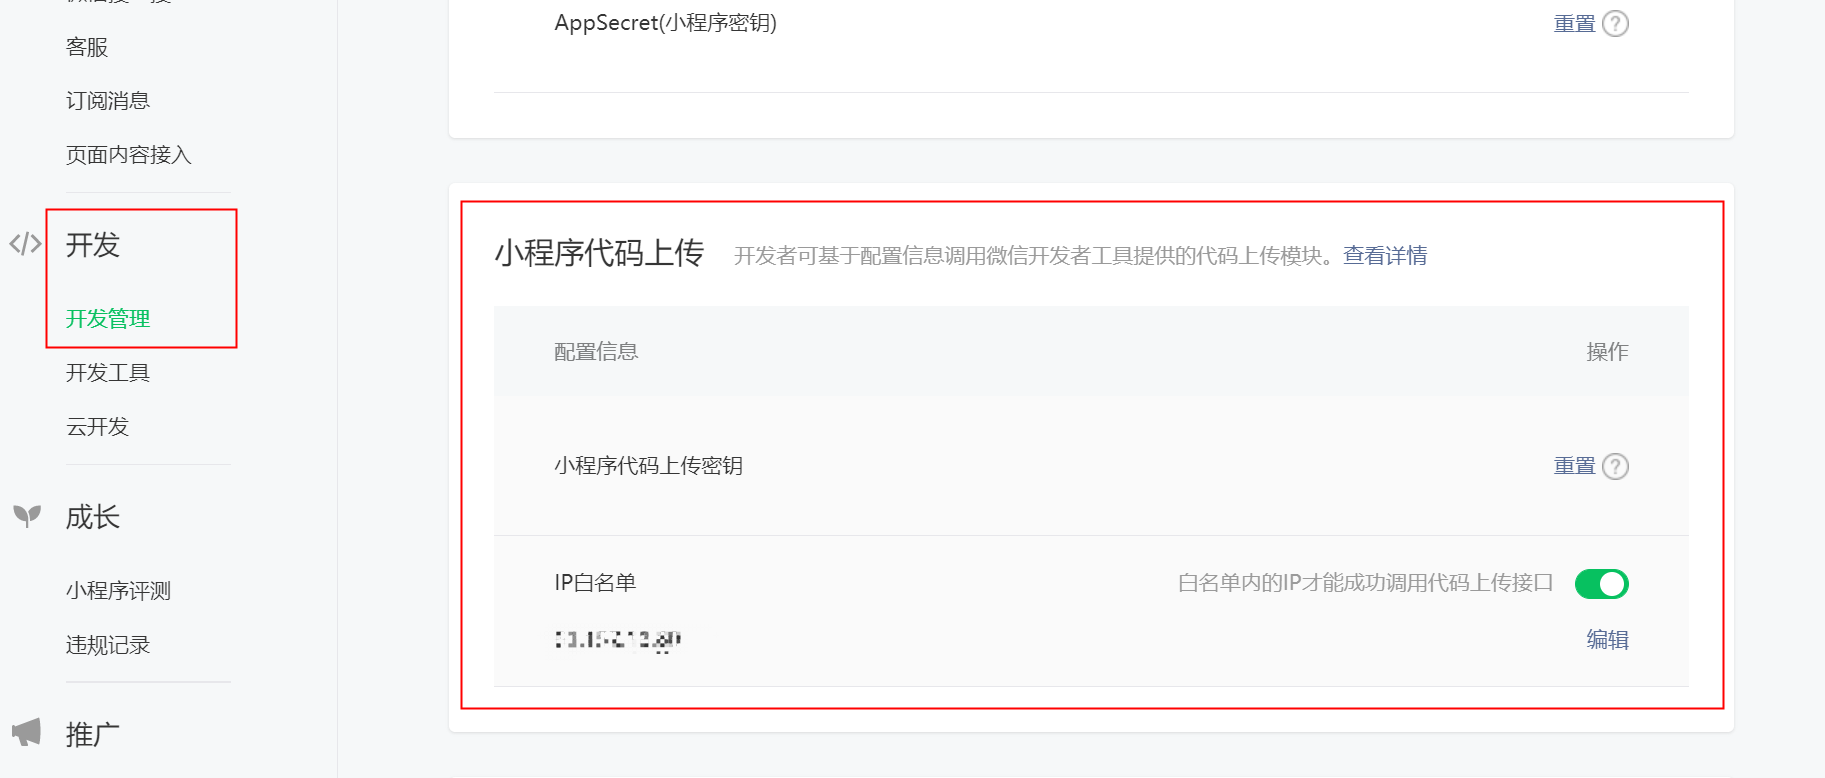 客服
订阅消息
页面内容接入
开发
开发管理
开发工具
云开发
成长
小程序评测
违规记录
推广
AppSecret(小程序密钥)
重置 ?
小程序代码上传 开发者可基于配置信息调用微信开发者工具提供的代码上传模块。查看详情
配置信息 操作
小程序代码上传密钥 重置 ?
IP白名单 白名单内的IP才能成功调用代码上传接口
编辑